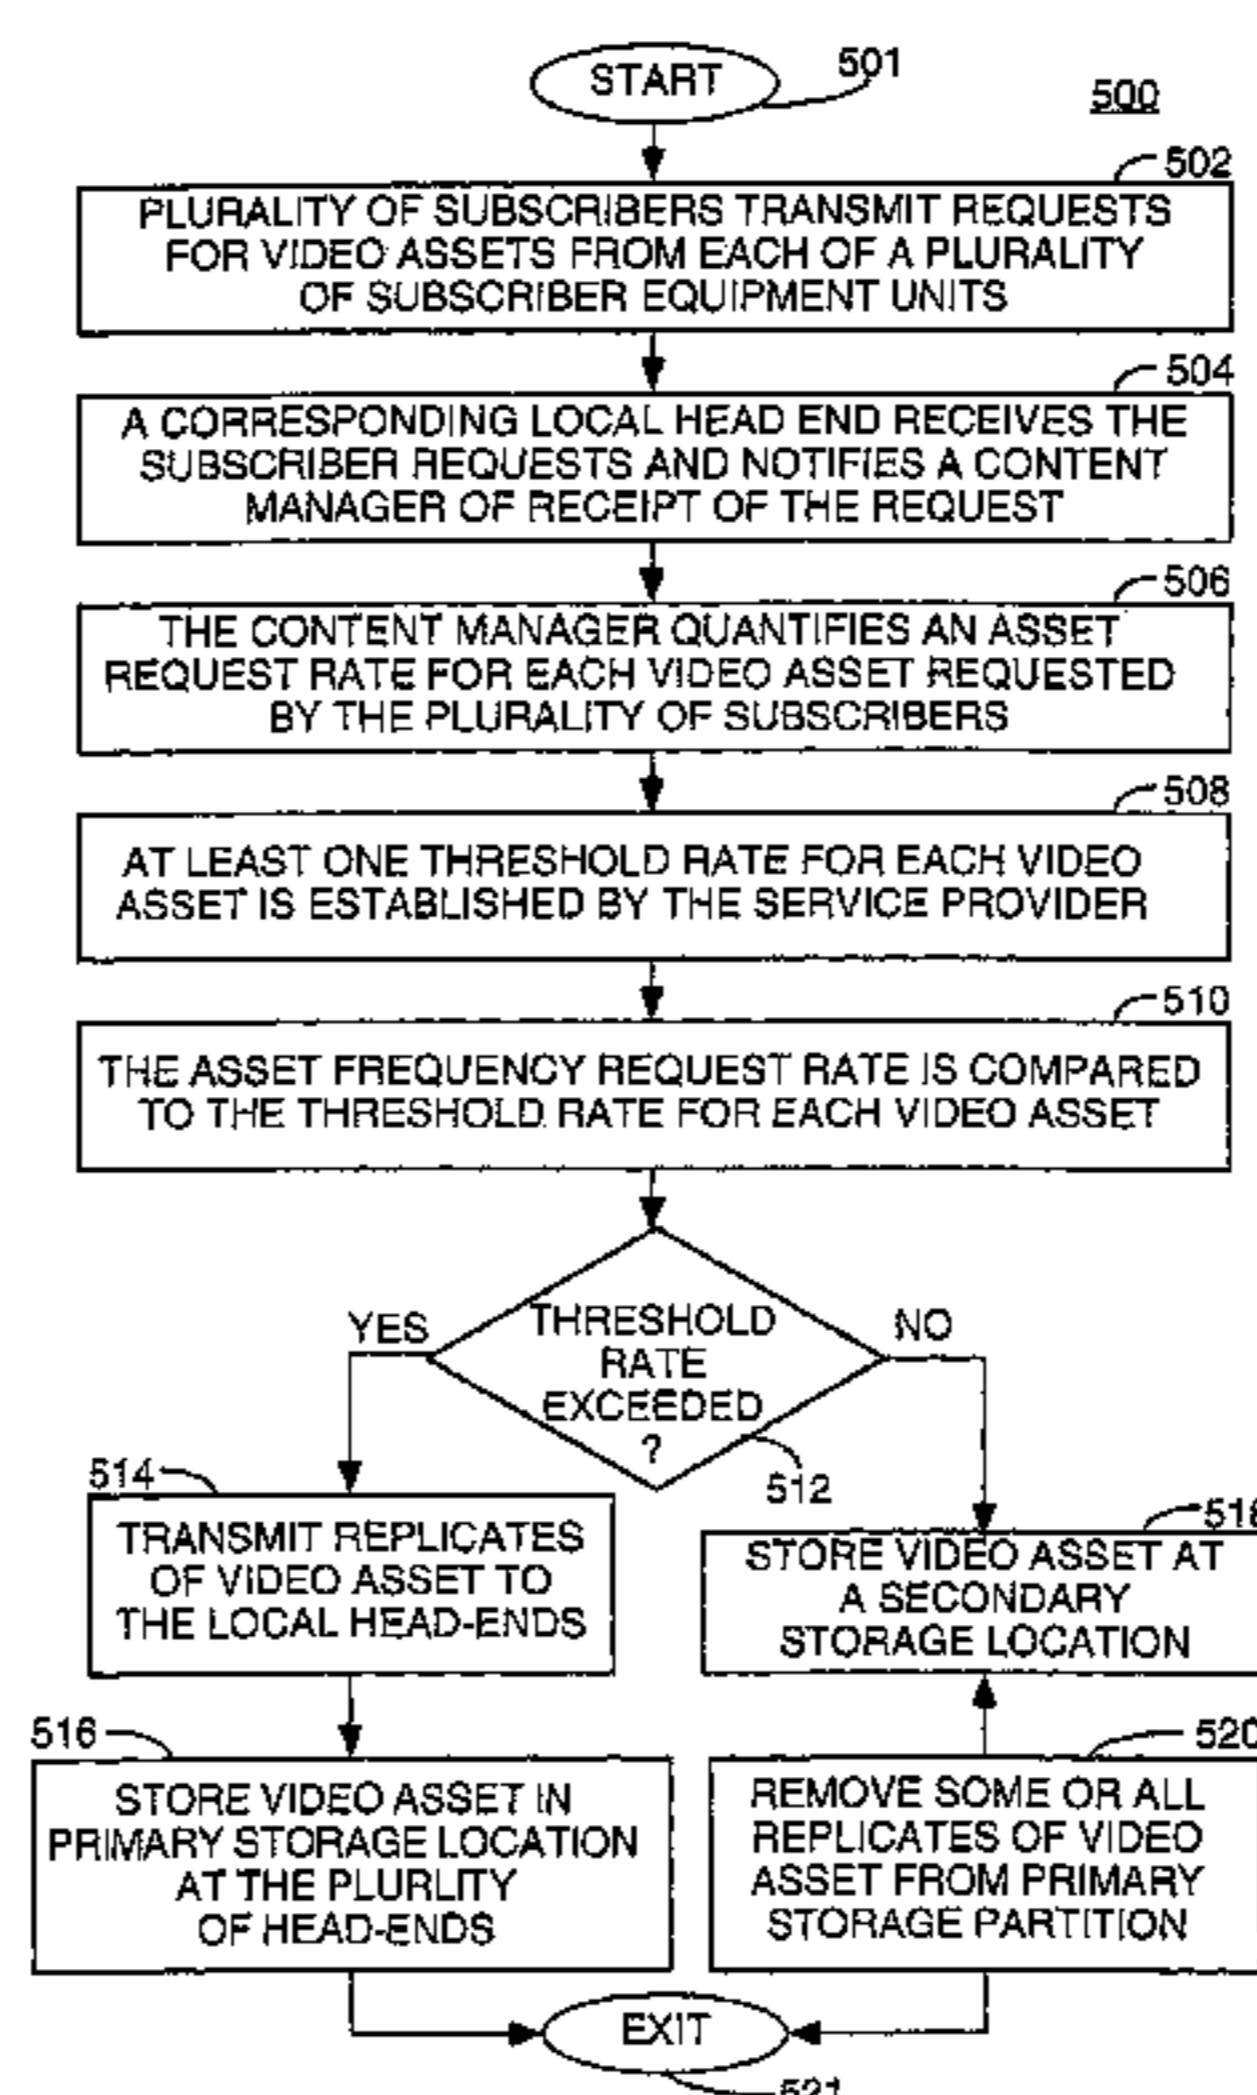 START
501
500
502
PLURALITY OF SUBSCRIBERS TRANSMIT REQUESTS
FOR VIDEO ASSETS FROM EACH OF A PLURALITY
OF SUBSCRIBER EQUIPMENT UNITS
504
A CORRESPONDING LOCAL HEAD END RECEIVES THE
SUBSCRIBER REQUESTS AND NOTIFIES A CONTENT
MANAGER OF RECEIPT OF THE REQUEST
506
THE CONTENT MANAGER QUANTIFIES AN ASSET
REQUEST RATE FOR EACH VIDEO ASSET REQUESTED
BY THE PLURALITY OF SUBSCRIBERS
508
AT LEAST ONE THRESHOLD RATE FOR EACH VIDEO
ASSET IS ESTABLISHED BY THE SERVICE PROVIDER
510
THE ASSET FREQUENCY REQUEST RATE IS COMPARED
TO THE THRESHOLD RATE FOR EACH VIDEO ASSET
YES
THRESHOLD
RATE
EXCEEDED
?
NO
512
514
TRANSMIT REPLICATES
OF VIDEO ASSET TO
THE LOCAL HEAD-ENDS
518
STORE VIDEO ASSET AT
A SECONDARY
STORAGE LOCATION
516
STORE VIDEO ASSET IN
PRIMARY STORAGE LOCATION
AT THE PLURLITY
OF HEAD-ENDS
520
REMOVE SOME OR ALL
REPLICATES OF VIDEO
ASSET FROM PRIMARY
STORAGE PARTITION
EXIT
521